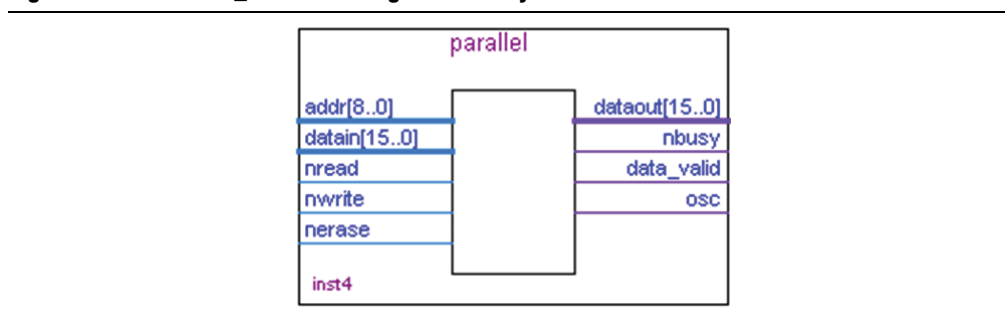 parallel
addr[8..0]
datain[15..0]
nread
nwrite
nerase
dataout[15..0]
nbusy
data_valid
osc
inst4